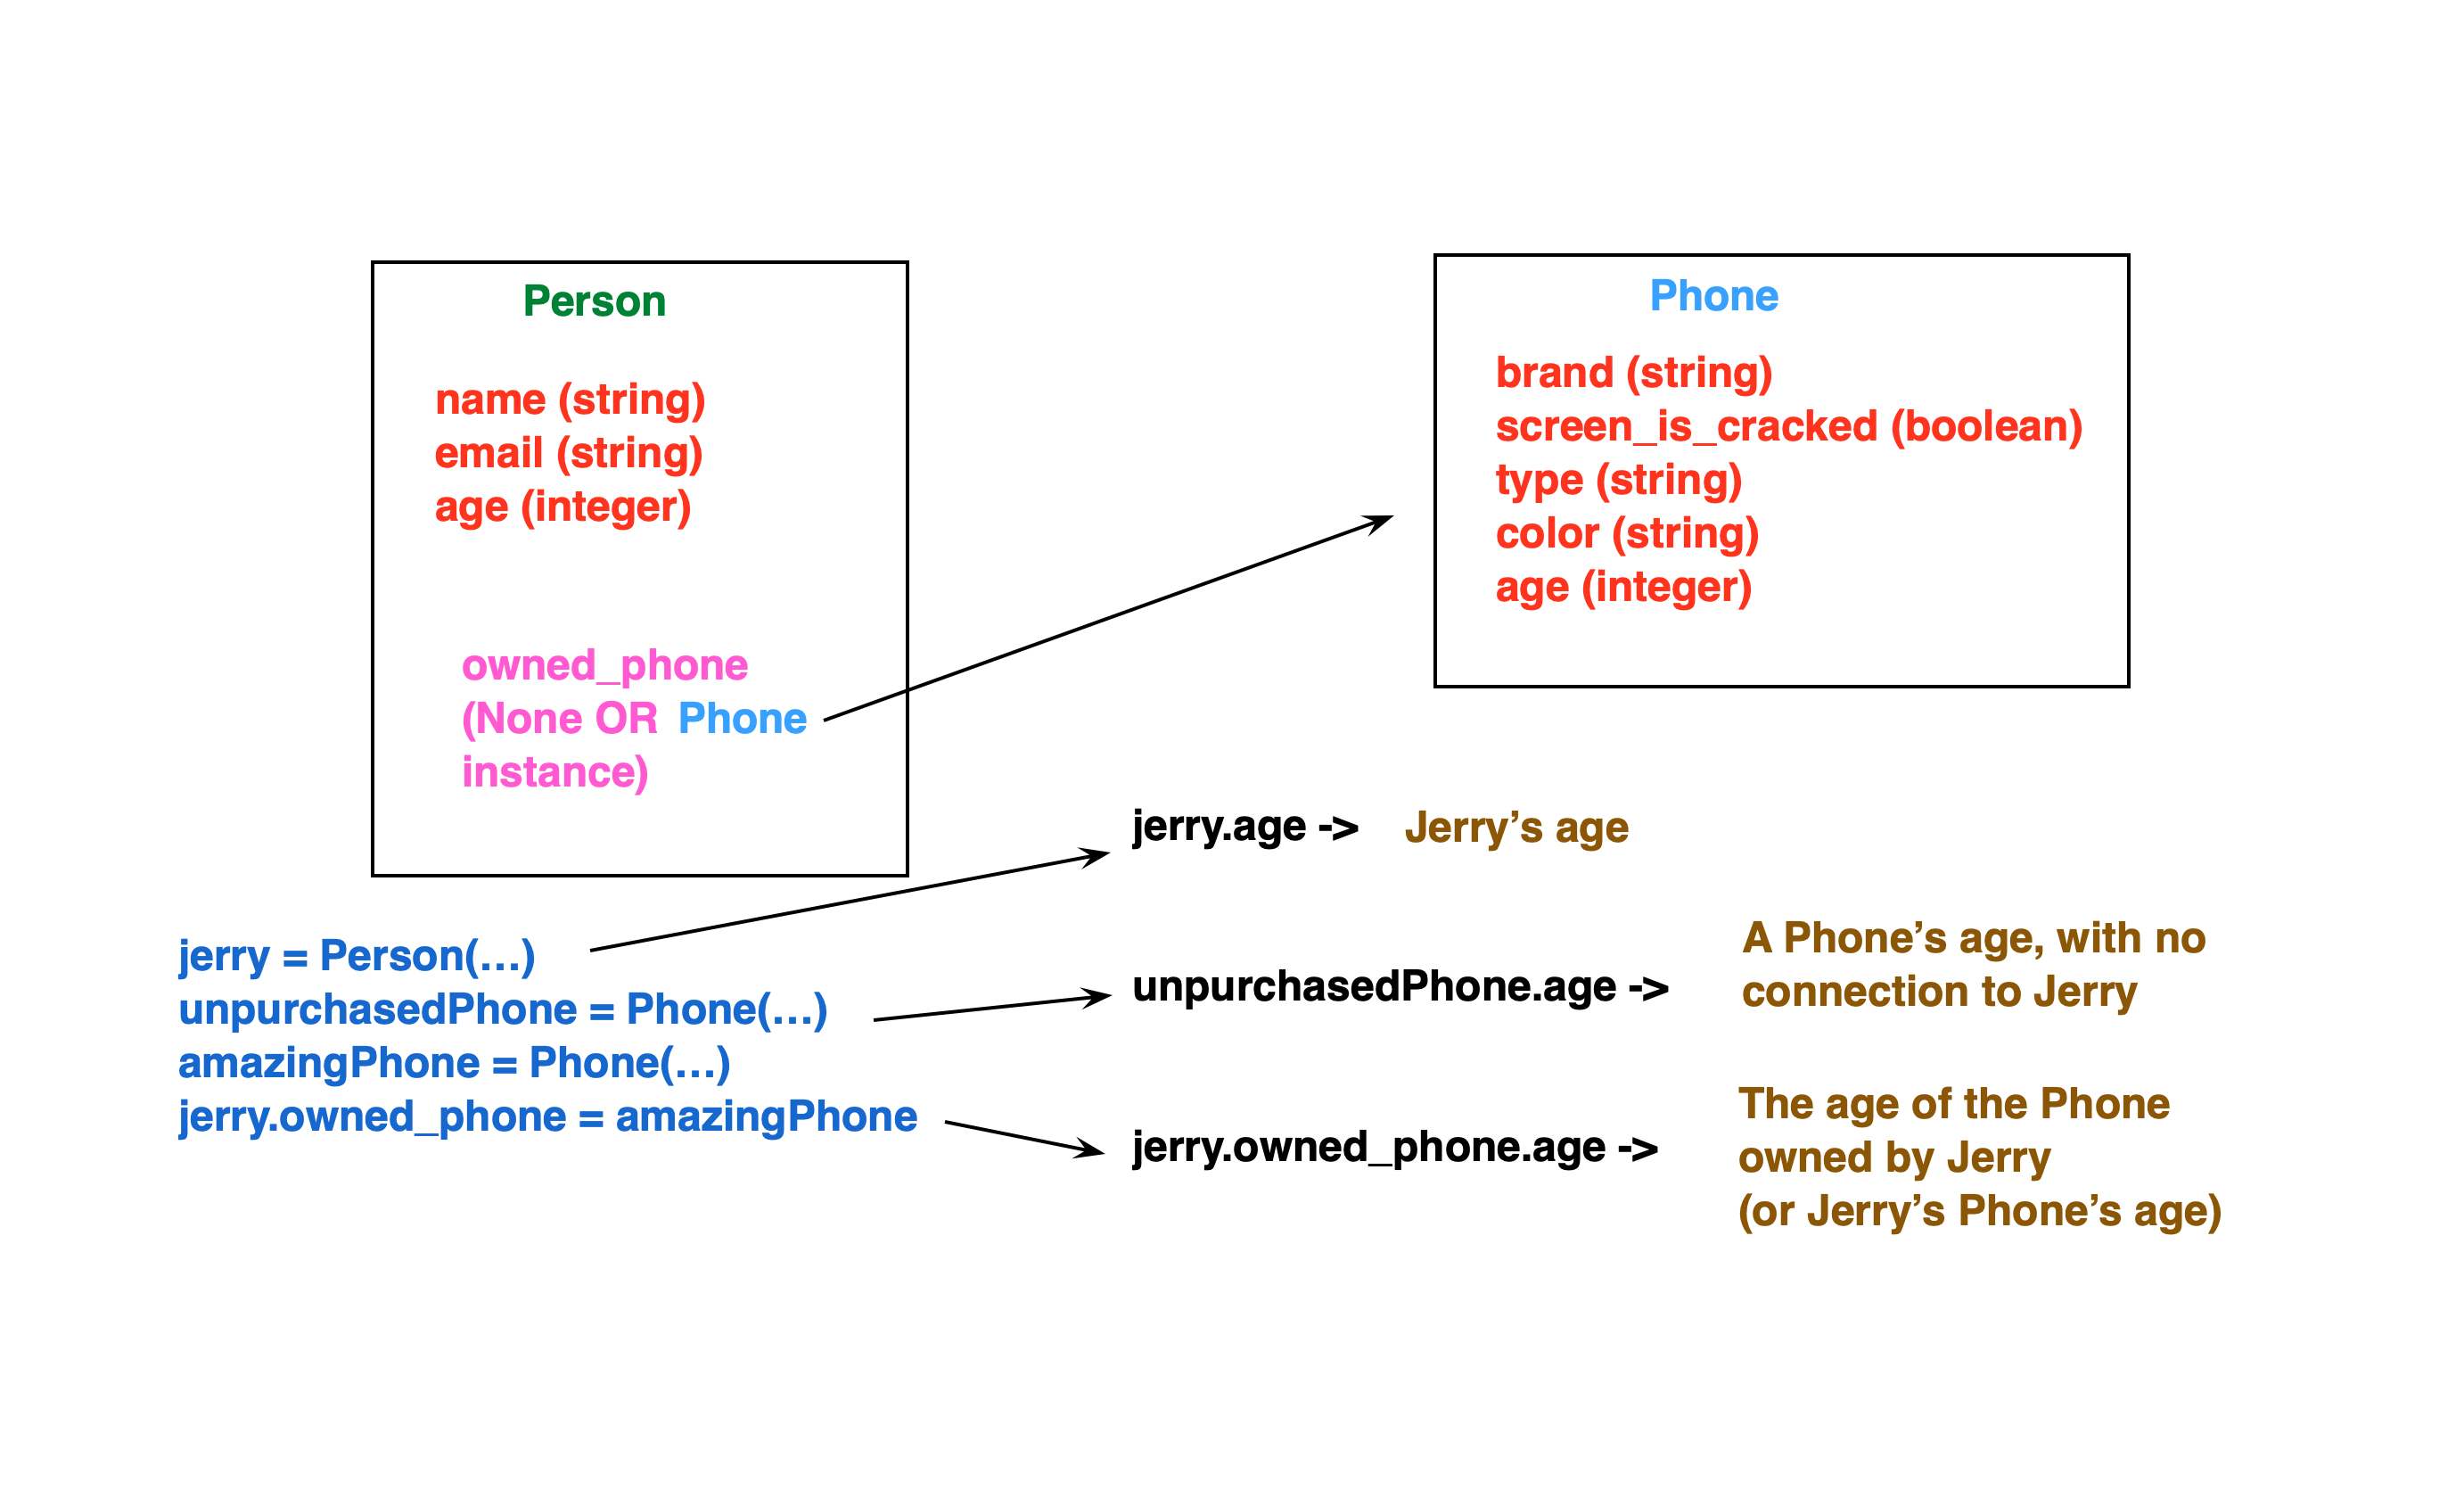 Person
name (string)
email (string)
age (integer)
owned_phone
(None OR Phone
instance)
Phone
brand (string)
screen_is_cracked (boolean)
type (string)
color (string)
age (integer)
jerry = Person(…)
unpurchasedPhone = Phone(…)
amazingPhone = Phone(…)
jerry.owned_phone = amazingPhone
jerry.age -> Jerry’s age
unpurchasedPhone.age ->
A Phone’s age, with no
connection to Jerry
jerry.owned_phone.age ->
The age of the Phone
owned by Jerry
(or Jerry’s Phone’s age)